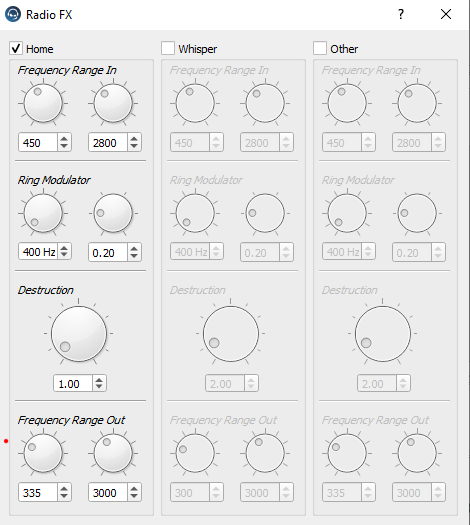 Radio FX ?
Home
Frequency Range In
450 2800
Ring Modulator
400 Hz 0.20
Destruction
1.00
Frequency Range Out
335 3000
Whisper
Frequency Range In
450 2800
Ring Modulator
400 Hz 0.20
Destruction
2.00
Frequency Range Out
300 3000
Other
Frequency Range In
450 2800
Ring Modulator
400 Hz 0.20
Destruction
2.00
Frequency Range Out
335 3000